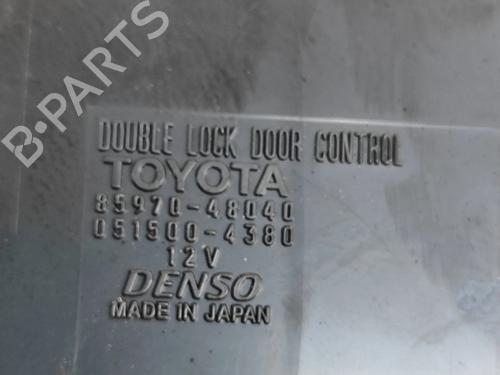 B-PARTS
DOUBLE LOCK DOOR CONTROL
TOYOTA
85970-48040
051500-4380
12V
DENSO
MADE IN JAPAN